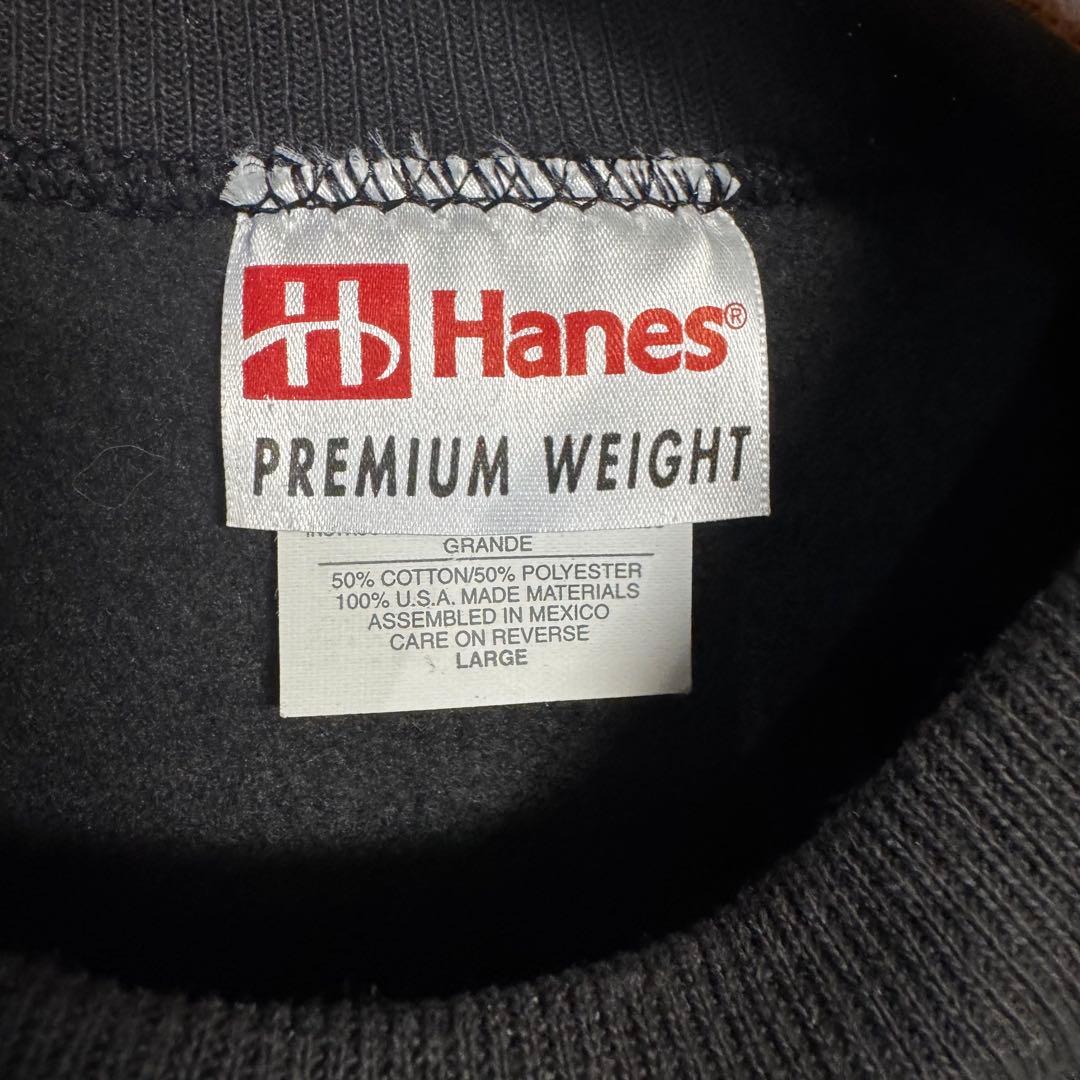 H Hanes®
PREMIUM WEIGHT
GRANDE
50% COTTON/50% POLYESTER
100% U.S.A. MADE MATERIALS
ASSEMBLED IN MEXICO
CARE ON REVERSE
LARGE